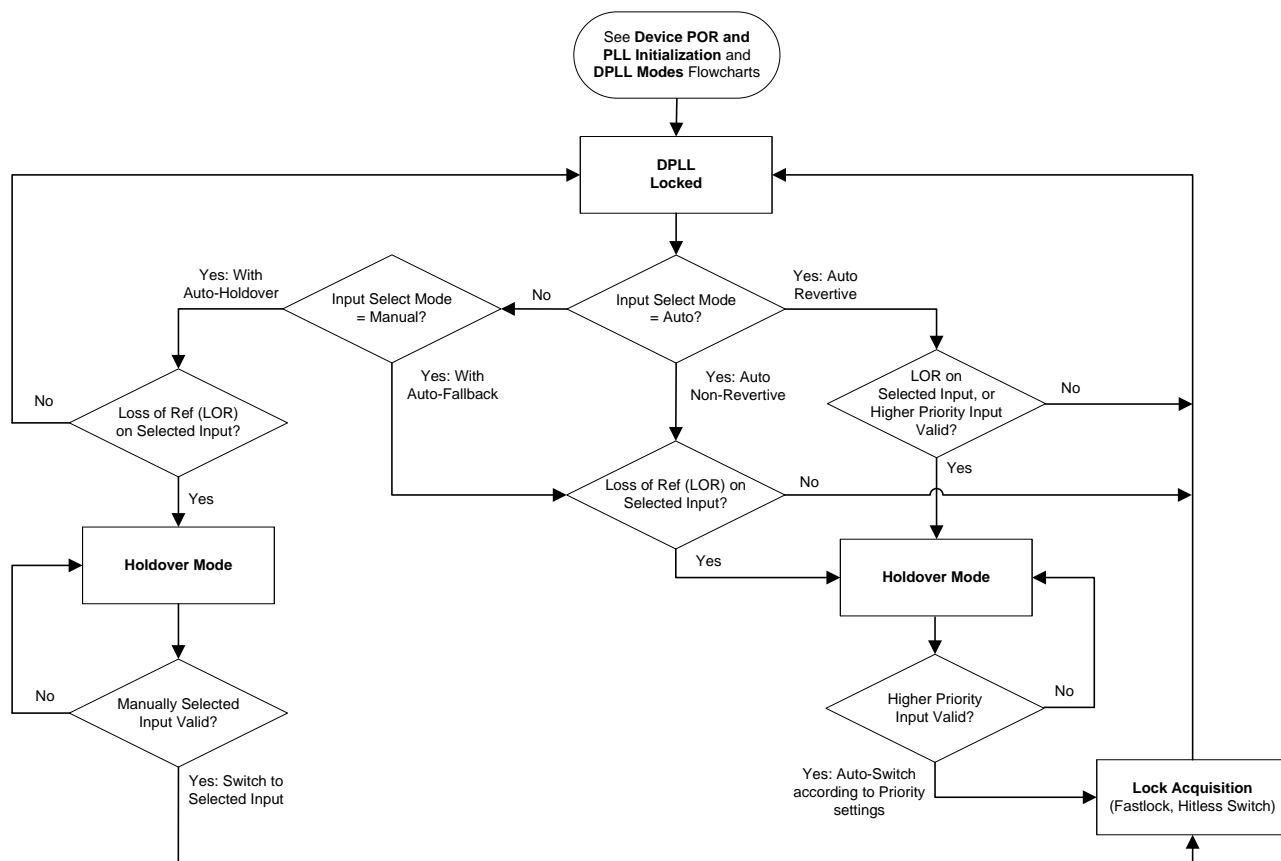 See Device POR and
PLL Initialization and
DPLL Modes Flowcharts
DPLL
Locked
Yes: With
Auto-Holdover
Input Select Mode
= Manual?
No
Input Select Mode
= Auto?
Yes: Auto
Revertive
No
Loss of Ref (LOR)
on Selected Input?
Yes: With
Auto-Fallback
Yes: Auto
Non-Revertive
LOR on
Selected Input, or
Higher Priority Input
Valid?
No
Yes
Loss of Ref (LOR) on
Selected Input?
No
Yes
Holdover Mode
Yes
Holdover Mode
No
Manually Selected
Input Valid?
Higher Priority
Input Valid?
No
Yes: Switch to
Selected Input
Yes: Auto-Switch
according to Priority
settings
Lock Acquisition
(Fastlock, Hitless Switch)